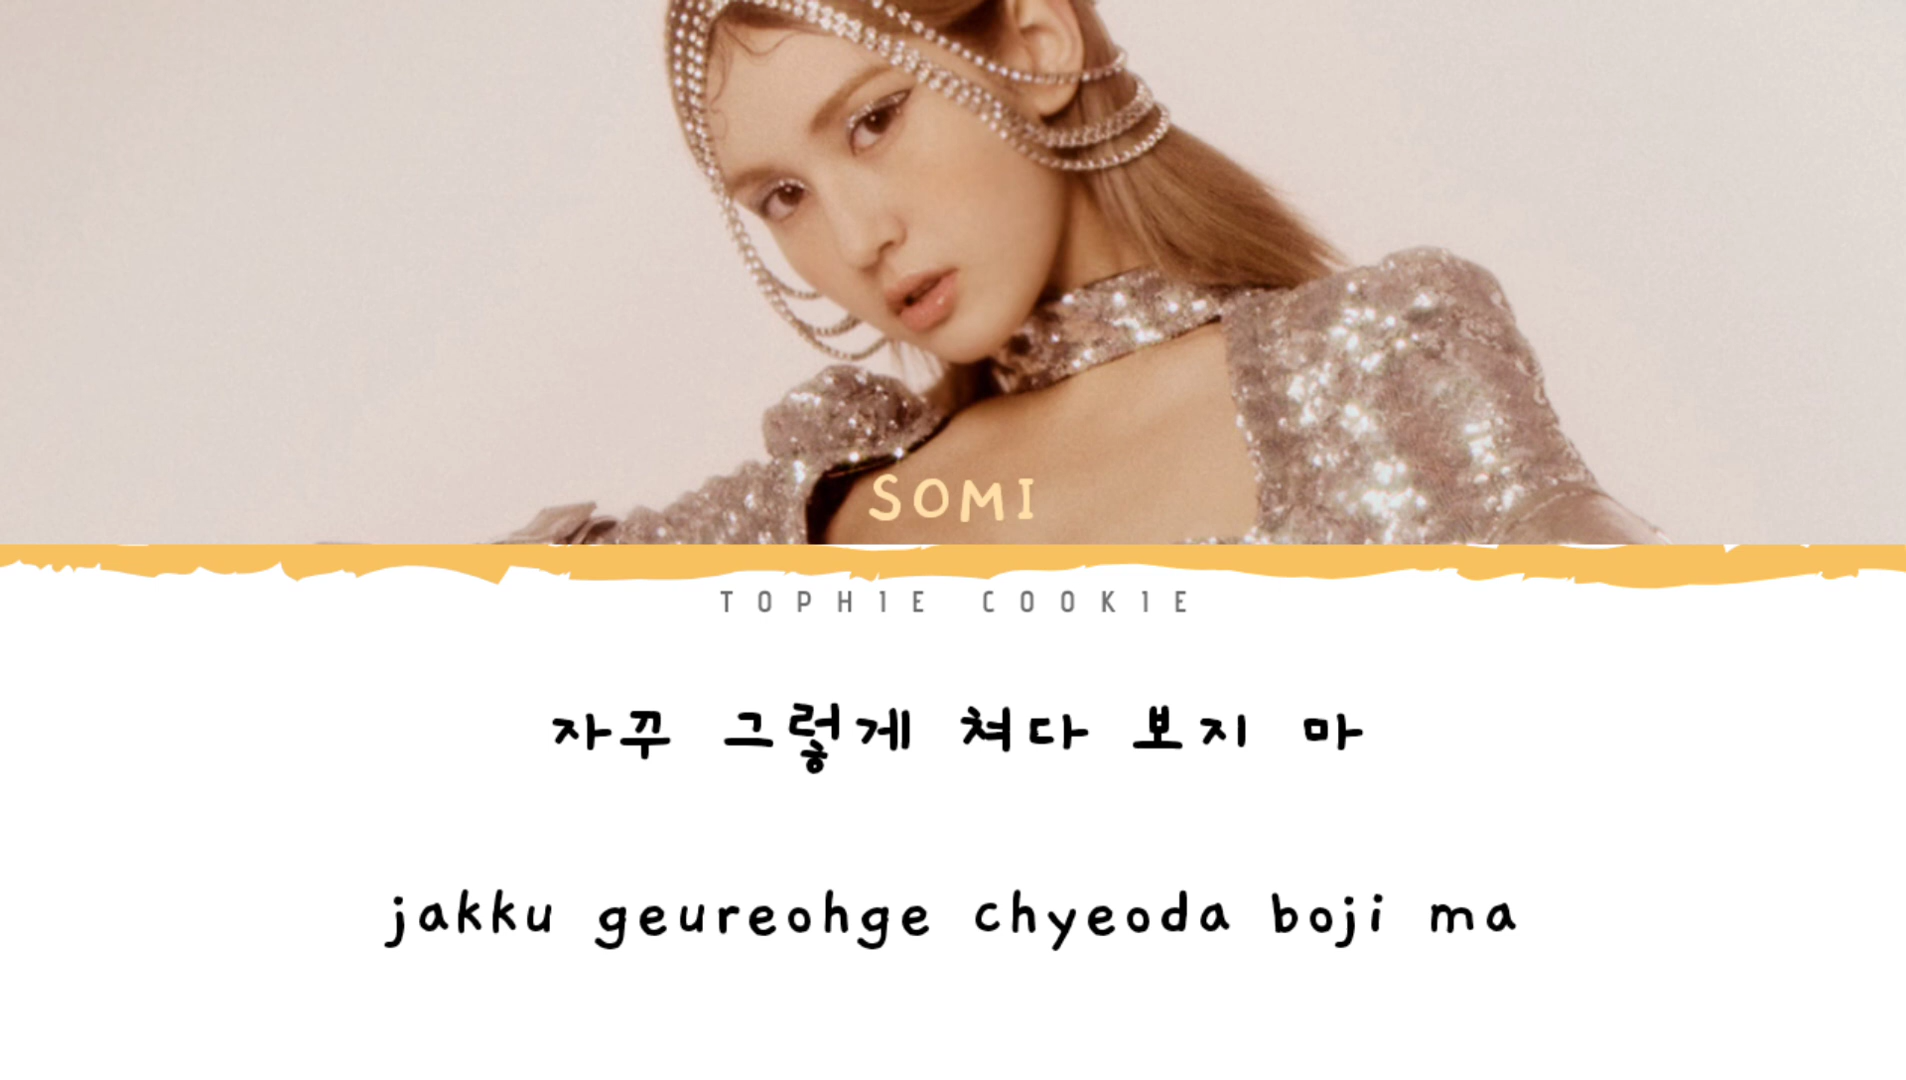 SOMI
TOPHIE COOKIE
자꾸 그렇게 쳐다 보지 마
jakku geureohge chyeoda boji ma